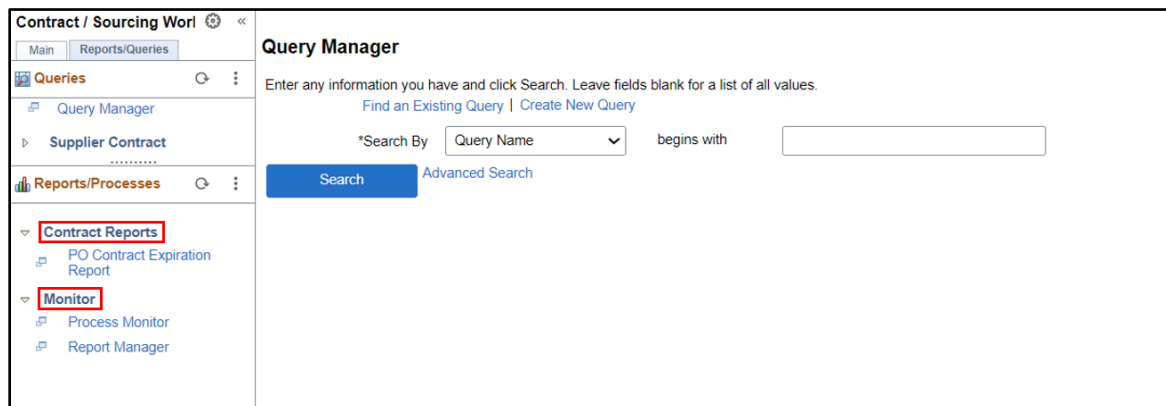 Contract / Sourcing Worl
Main
Reports/Queries
Queries
Query Manager
Supplier Contract
Reports/Processes
Contract Reports
PO Contract Expiration
Report
Monitor
Process Monitor
Report Manager
Query Manager
Enter any information you have and click Search. Leave fields blank for a list of all values.
Find an Existing Query | Create New Query
*Search By Query Name begins with
Search Advanced Search